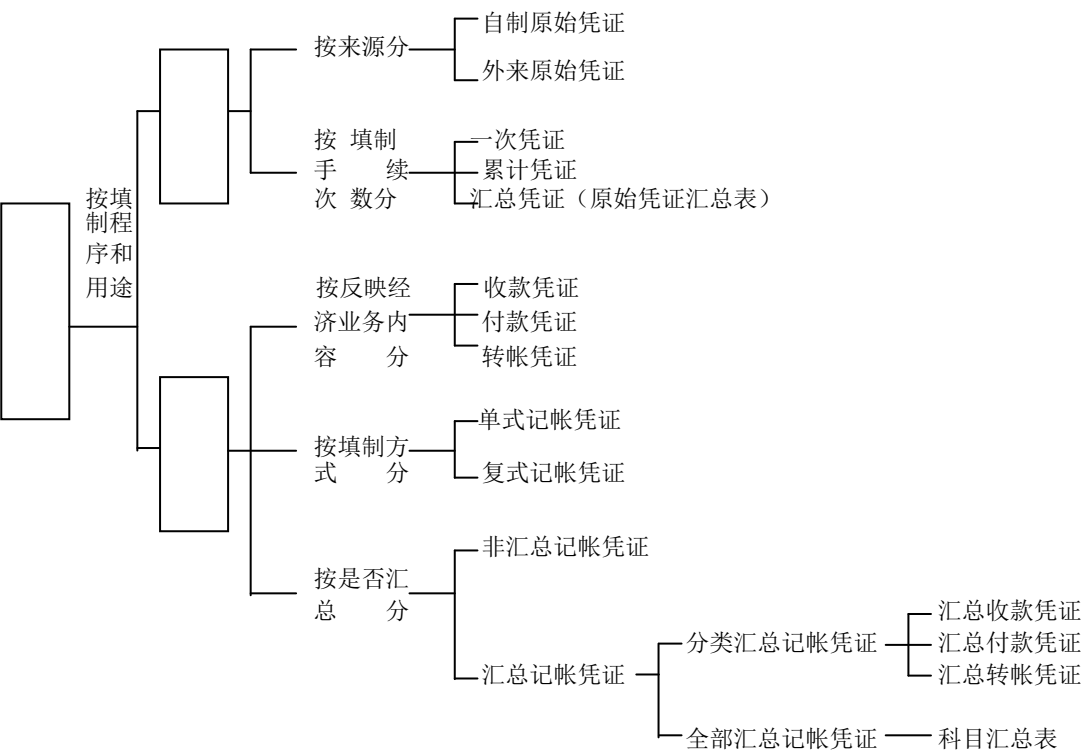 自制原始凭证
按来源分
外来原始凭证
按 填制
手 续
次 数分
一次凭证
累计凭证
汇总凭证（原始凭证汇总表）
按填
制程
序和
用途
按反映经
济业务内
容 分
收款凭证
付款凭证
转帐凭证
按填制方
式 分
单式记帐凭证
复式记帐凭证
按是否汇
总 分
非汇总记帐凭证
汇总记帐凭证
分类汇总记帐凭证
汇总收款凭证
汇总付款凭证
汇总转帐凭证
全部汇总记帐凭证
科目汇总表